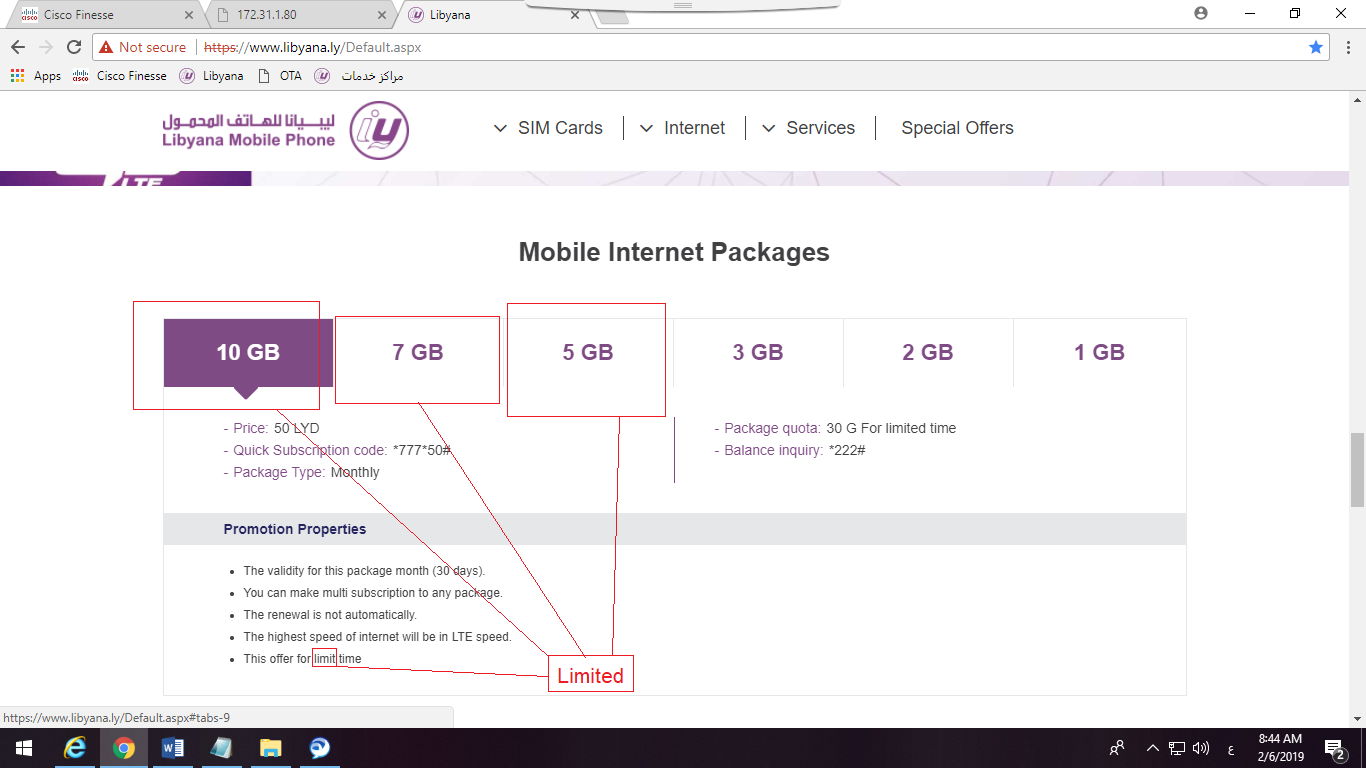 Cisco Finesse
172.31.1.80
Libyana
Not secure
https://www.libyana.ly/Default.aspx
Apps
cisco
Cisco Finesse
Libyana
OTA
مراكز خدمات
ليبيانا للهاتف المحمول
Libyana Mobile Phone
SIM Cards
Internet
Services
Special Offers
LTE
Mobile Internet Packages
10 GB
7 GB
5 GB
3 GB
2 GB
1 GB
- Price: 50 LYD
- Quick Subscription code: *777*50#
- Package Type: Monthly
- Package quota: 30 G For limited time
- Balance inquiry: *222#
Promotion Properties
• The validity for this package month (30 days).
• You can make multi subscription to any package.
• The renewal is not automatically.
• The highest speed of internet will be in LTE speed.
• This offer for limit time
Limited
https://www.libyana.ly/Default.aspx#tabs-9
ع
8:44 AM
2/6/2019
2